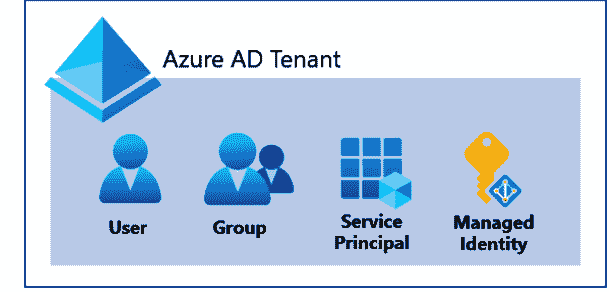 Azure AD Tenant
User
Group
Service
Principal
Managed
Identity